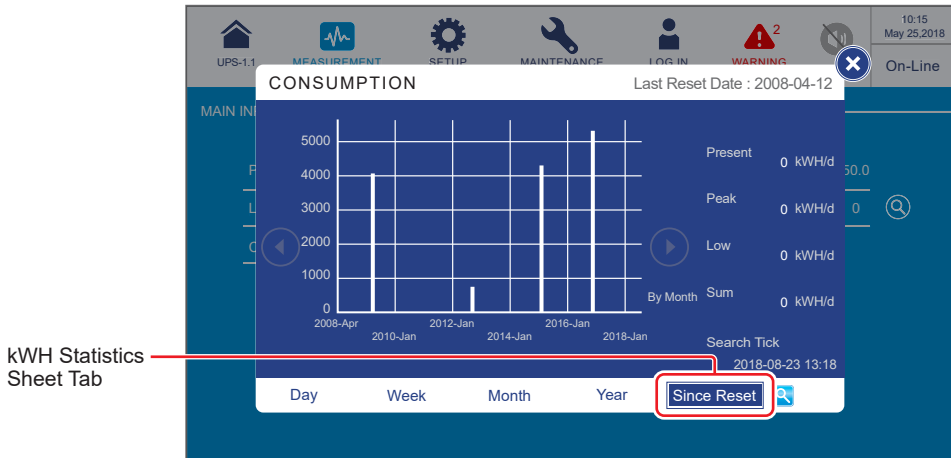 2
10:15
May 25,2018
UPS-1.1 MEASUREMENT SETUP MAINTENANCE LOG IN WARNING
On-Line
CONSUMPTION Last Reset Date : 2008-04-12
MAIN IN
5000
4000
3000
2000
1000
0
2008-Apr 2012-Jan 2016-Jan
2010-Jan 2014-Jan 2018-Jan
By Month
Present 0 kWH/d
Peak 0 kWH/d
Low 0 kWH/d
Sum 0 kWH/d
Search Tick
2018-08-23 13:18
P 50.0
L 0
Day Week Month Year Since Reset
kWH Statistics
Sheet Tab